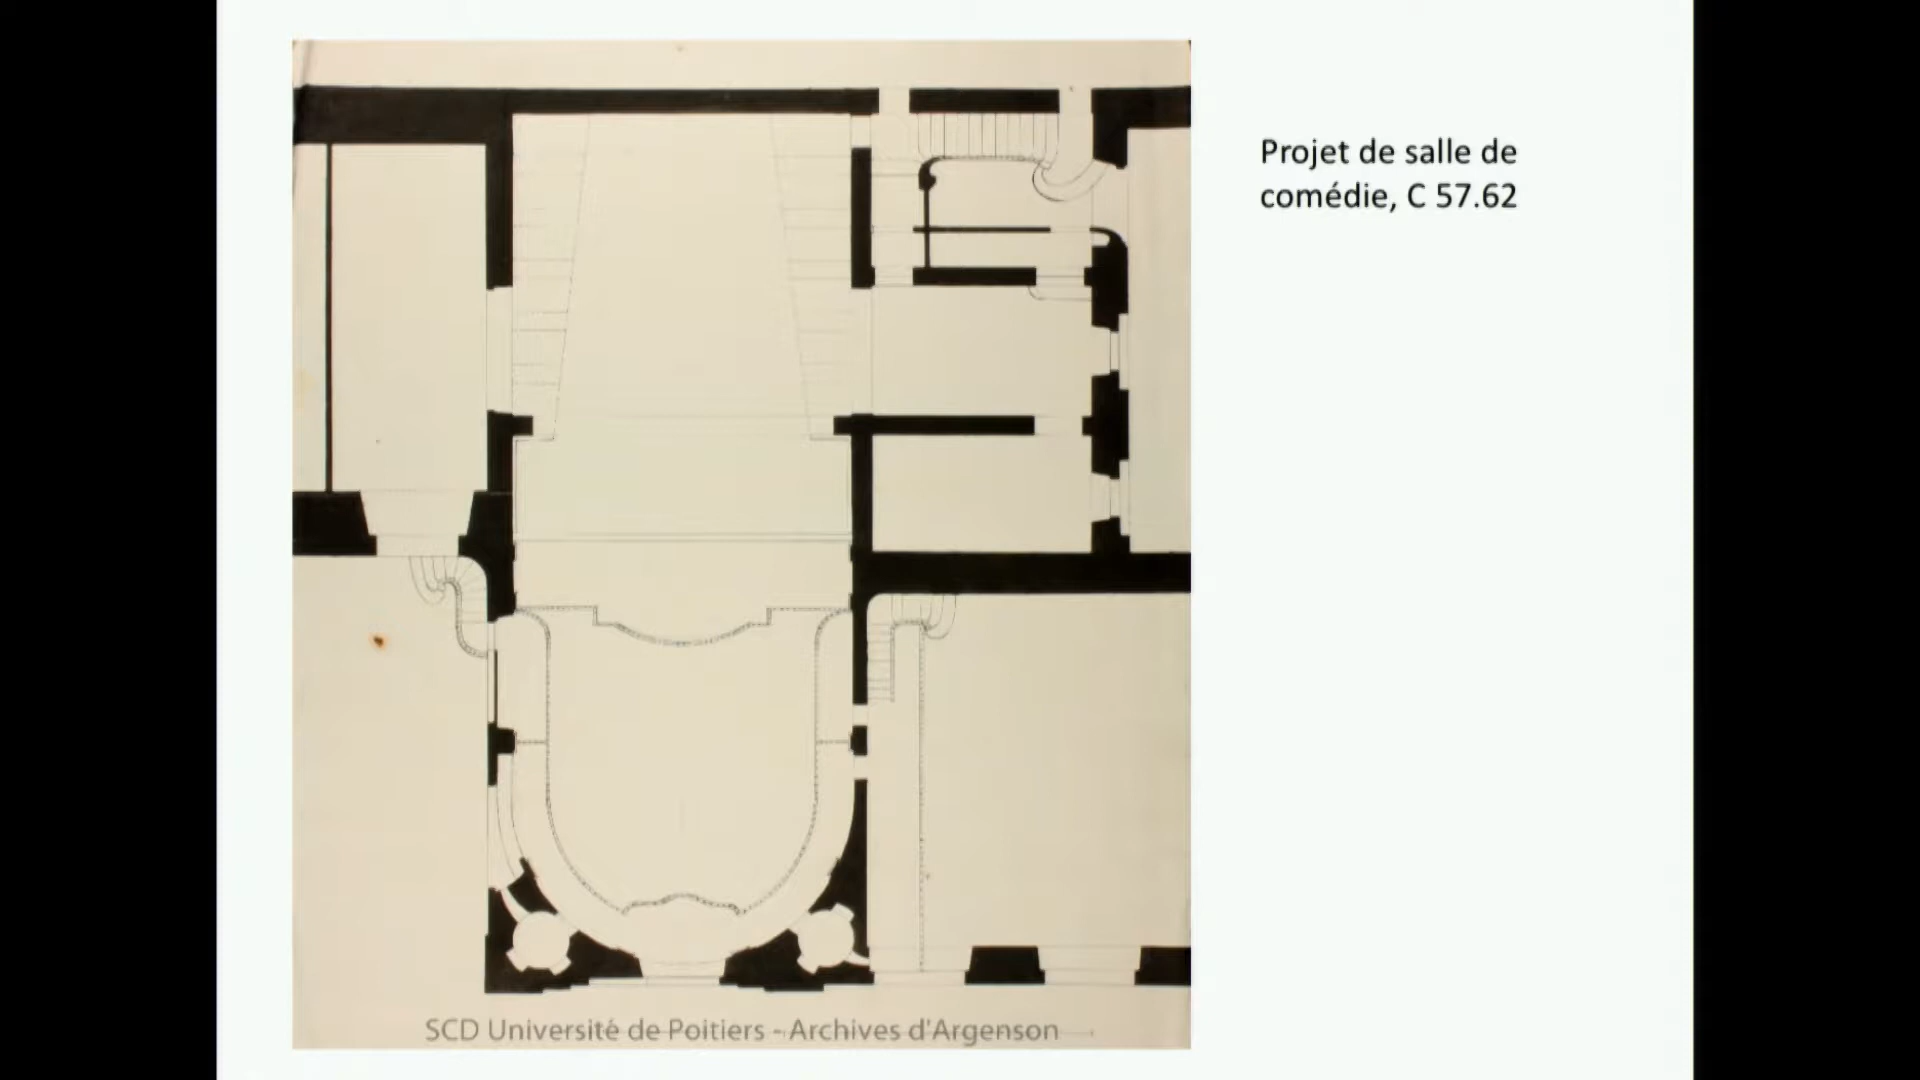 Projet de salle de
comédie, C 57.62
SCD Université de Poitiers - Archives d'Argenson